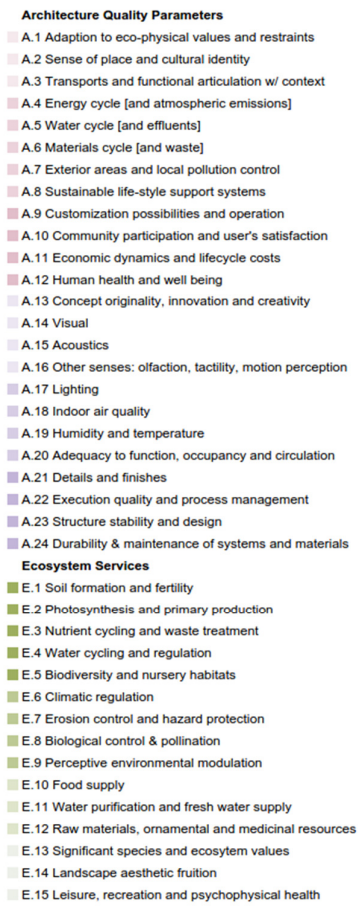 Architecture Quality Parameters
A.1 Adaption to eco-physical values and restraints
A.2 Sense of place and cultural identity
A.3 Transports and functional articulation w/ context
A.4 Energy cycle [and atmospheric emissions]
A.5 Water cycle [and effluents]
A.6 Materials cycle [and waste]
A.7 Exterior areas and local pollution control
A.8 Sustainable life-style support systems
A.9 Customization possibilities and operation
A.10 Community participation and user's satisfaction
A.11 Economic dynamics and lifecycle costs
A.12 Human health and well being
A.13 Concept originality, innovation and creativity
A.14 Visual
A.15 Acoustics
A.16 Other senses: olfaction, tactility, motion perception
A.17 Lighting
A.18 Indoor air quality
A.19 Humidity and temperature
A.20 Adequacy to function, occupancy and circulation
A.21 Details and finishes
A.22 Execution quality and process management
A.23 Structure stability and design
A.24 Durability & maintenance of systems and materials
Ecosystem Services
E.1 Soil formation and fertility
E.2 Photosynthesis and primary production
E.3 Nutrient cycling and waste treatment
E.4 Water cycling and regulation
E.5 Biodiversity and nursery habitats
E.6 Climatic regulation
E.7 Erosion control and hazard protection
E.8 Biological control & pollination
E.9 Perceptive environmental modulation
E.10 Food supply
E.11 Water purification and fresh water supply
E.12 Raw materials, ornamental and medicinal resources
E.13 Significant species and ecosytem values
E.14 Landscape aesthetic fruition
E.15 Leisure, recreation and psychophysical health